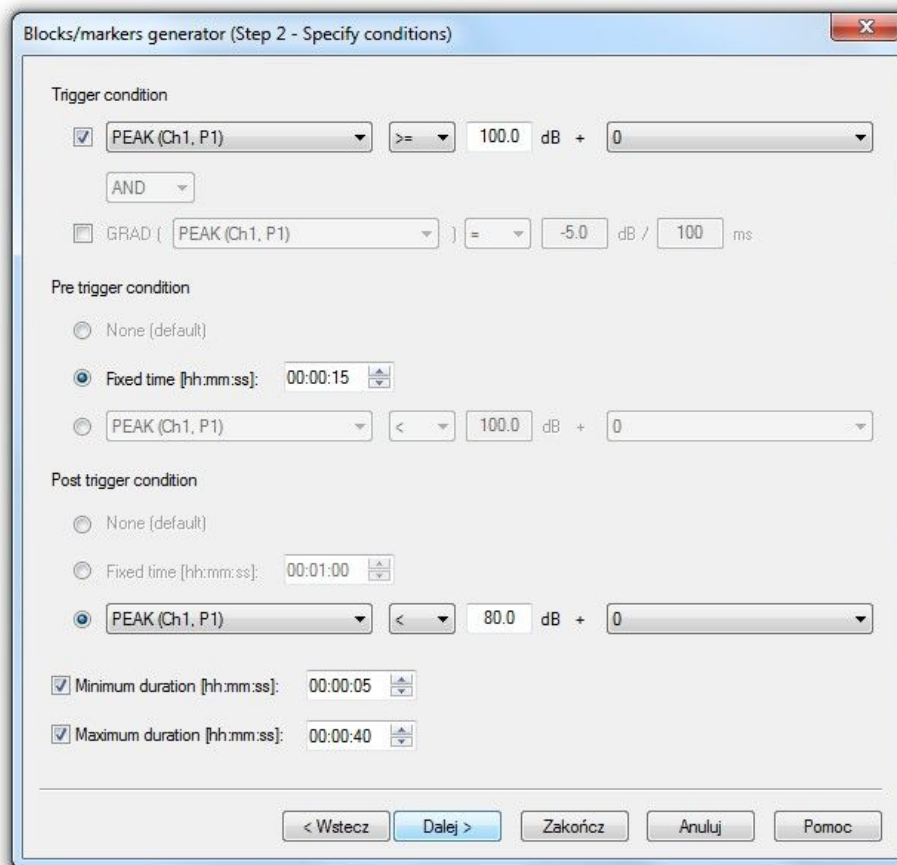 Blocks/markers generator (Step 2 - Specify conditions)
Trigger condition
PEAK (Ch1, P1) >= 100.0 dB + 0
AND
GRAD ( PEAK (Ch1, P1) ) = -5.0 dB / 100 ms
Pre trigger condition
None (default)
Fixed time [hh:mm:ss]: 00:00:15
PEAK (Ch1, P1) < 100.0 dB + 0
Post trigger condition
None (default)
Fixed time [hh:mm:ss]: 00:01:00
PEAK (Ch1, P1) < 80.0 dB + 0
Minimum duration [hh:mm:ss]: 00:00:05
Maximum duration [hh:mm:ss]: 00:00:40
< Wstecz Dalej > Zakończ Anuluj Pomoc